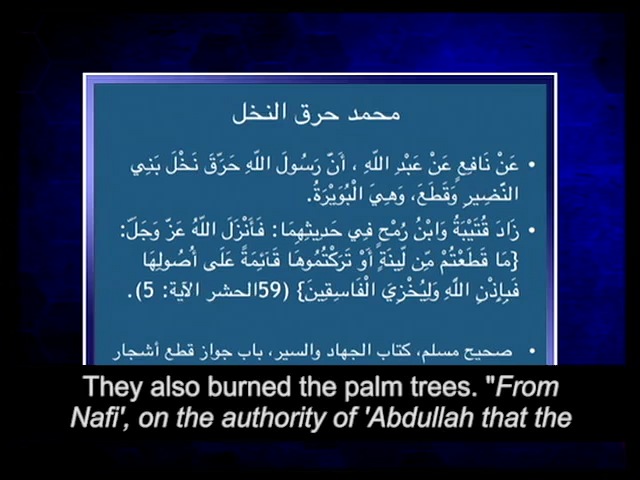 محمد حرق النخل
• عَنْ نَافِعٍ عَنْ عَبْدِ اللَّهِ ، أَنَّ رَسُولَ اللَّهِ حَرَّقَ نَخْلَ بَنِي
النَّضِيرِ وَقَطَعَ، وَهِيَ الْبُوَيْرَةُ.
• زَادَ قُتَيْبَةُ وَابْنُ رُمْحٍ فِي حَدِيثِهِمَا: فَأَنْزَلَ اللَّهُ عَزَّ وَجَلَّ:
{مَا قَطَعْتُمْ مِّن لِّينَةٍ أَوْ تَرَكْتُمُوهَا قَائِمَةً عَلَى أُصُولِهَا
فَبِإِذْنِ اللَّهِ وَلِيُخْزِيَ الْفَاسِقِينَ} (59الحشر الآية: 5).
• صحيح مسلم، كتاب الجهاد والسير، باب جواز قطع أشجار
They also burned the palm trees. "From
Nafi', on the authority of 'Abdullah that the